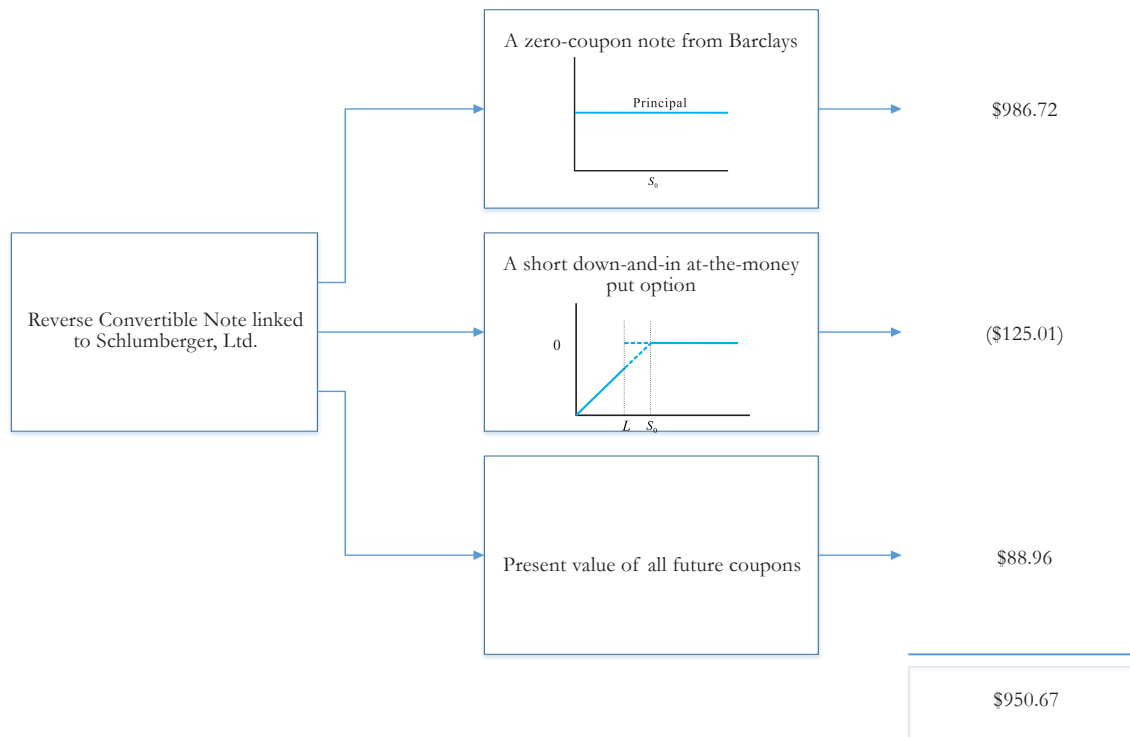 A zero-coupon note from Barclays
Principal
S₀
$986.72
Reverse Convertible Note linked
to Schlumberger, Ltd.
A short down-and-in at-the-money
put option
0
L S₀
($125.01)
Present value of all future coupons
$88.96
$950.67